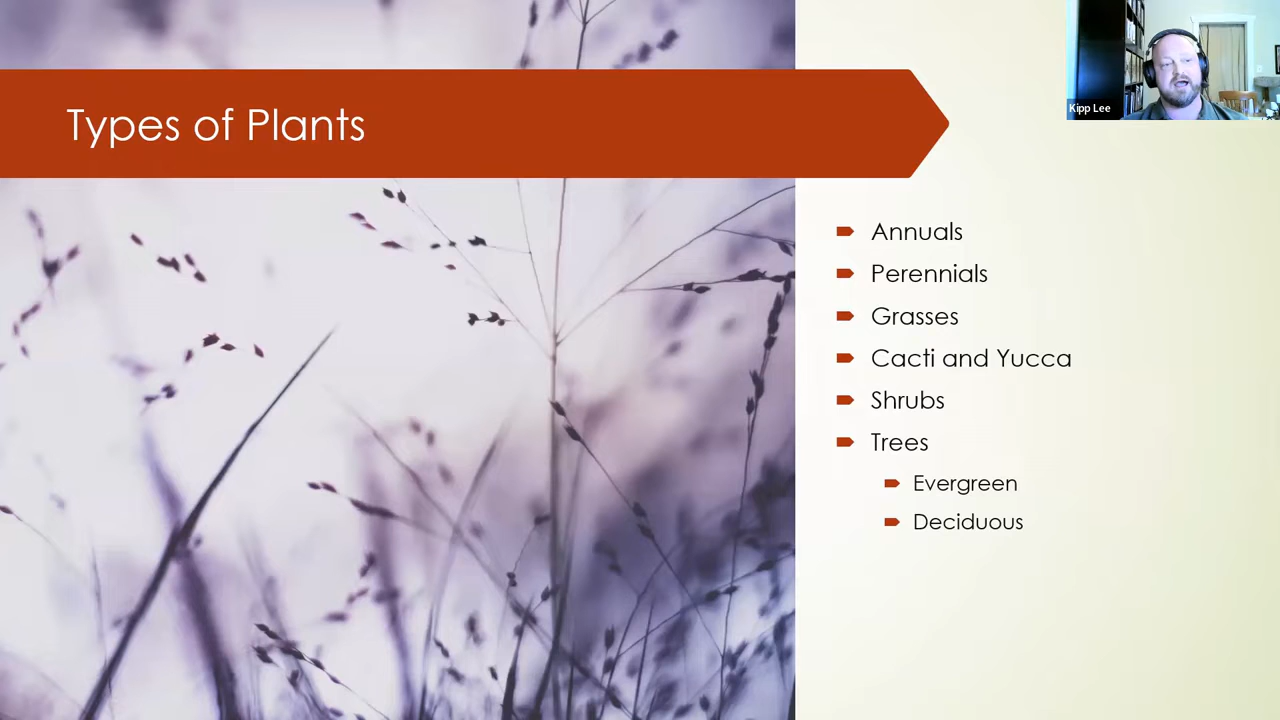 Types of Plants
Kipp Lee
Annuals
Perennials
Grasses
Cacti and Yucca
Shrubs
Trees
Evergreen
Deciduous